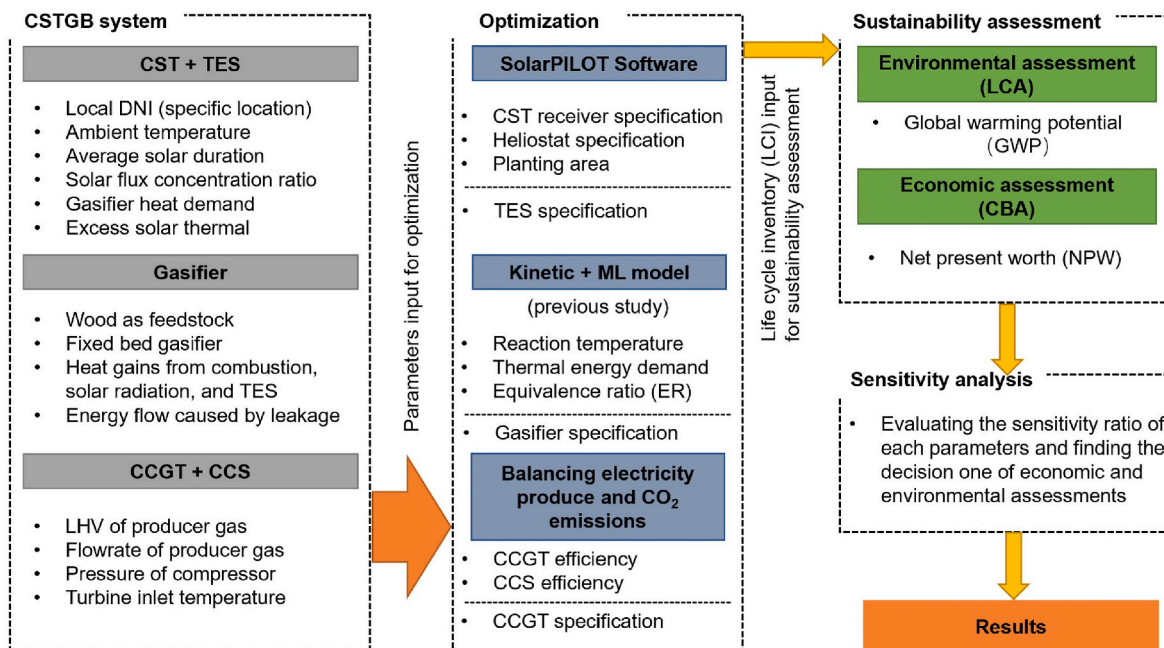 CSTGB system
CST + TES
• Local DNI (specific location)
• Ambient temperature
• Average solar duration
• Solar flux concentration ratio
• Gasifier heat demand
• Excess solar thermal
Gasifier
• Wood as feedstock
• Fixed bed gasifier
• Heat gains from combustion,
solar radiation, and TES
• Energy flow caused by leakage
CCGT + CCS
• LHV of producer gas
• Flowrate of producer gas
• Pressure of compressor
• Turbine inlet temperature
Parameters input for optimization
Optimization
SolarPILOT Software
• CST receiver specification
• Heliostat specification
• Planting area
• TES specification
Kinetic + ML model
(previous study)
• Reaction temperature
• Thermal energy demand
• Equivalence ratio (ER)
• Gasifier specification
Balancing electricity
produce and CO₂
emissions
• CCGT efficiency
• CCS efficiency
• CCGT specification
Life cycle inventory (LCI) input
for sustainability assessment
Sustainability assessment
Environmental assessment
(LCA)
• Global warming potential
(GWP)
Economic assessment
(CBA)
• Net present worth (NPW)
Sensitivity analysis
• Evaluating the sensitivity ratio of
each parameters and finding the
decision one of economic and
environmental assessments
Results